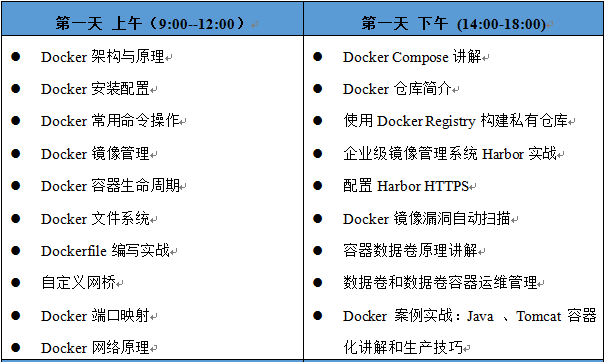 第一天 上午（9:00--12:00）
● Docker 架构与原理
● Docker 安装配置
● Docker 常用命令操作
● Docker 镜像管理
● Docker 容器生命周期
● Docker 文件系统
● Dockerfile 编写实战
● 自定义网桥
● Docker 端口映射
● Docker 网络原理
第一天 下午 (14:00-18:00)
● Docker Compose 讲解
● Docker 仓库简介
● 使用 Docker Registry 构建私有仓库
● 企业级镜像管理系统 Harbor 实战
● 配置 Harbor HTTPS
● Docker 镜像漏洞自动扫描
● 容器数据卷原理讲解
● 数据卷和数据卷容器运维管理
● Docker 案例实战：Java 、Tomcat 容器
化讲解和生产技巧